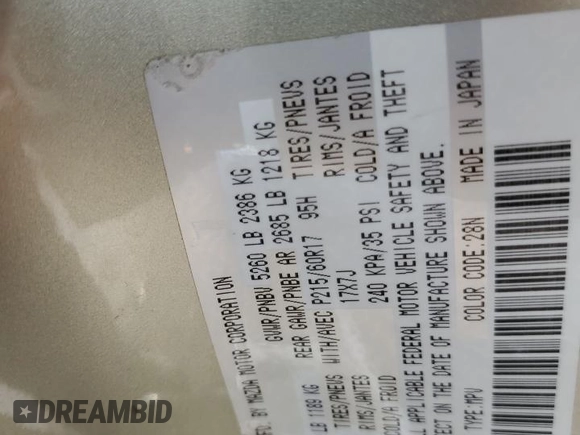 MFG. BY MAZDA MOTOR CORPORATION
GVWR/PNBV 5260 LB 2386 KG
REAR GAWR/PNBE AR 2685 LB 1218 KG
LB 1189 KG WITH/AVEC P215/60R17 95H TIRES/PNEUS
TIRES/PNEUS 17X7J RIMS/JANTES
RIMS/JANTES 240 KPA/35 PSI COLD/A FROID
COLD/A FROID
APPLICABLE FEDERAL MOTOR VEHICLE SAFETY AND THEFT
ON THE DATE OF MANUFACTURE SHOWN ABOVE.
TYPE:MPV COLOR CODE:28N MADE IN JAPAN
DREAMBID